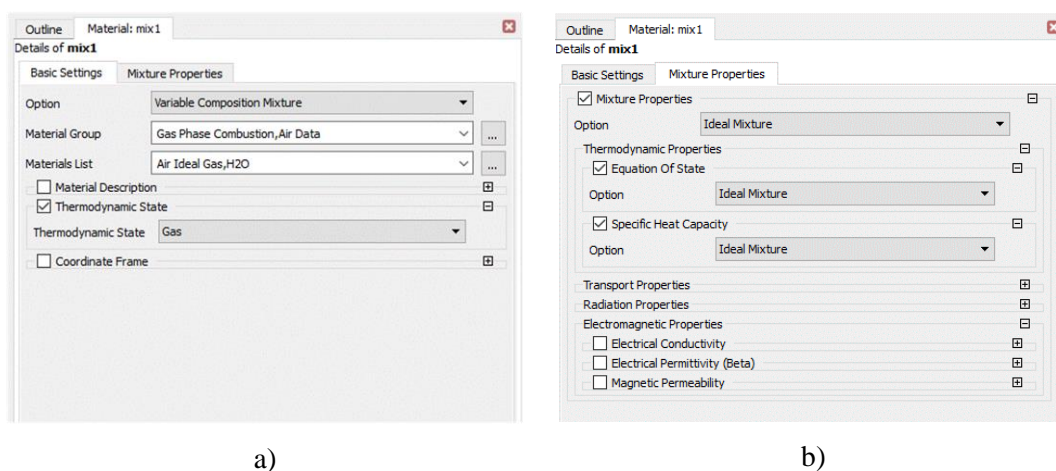 Outline Material: mix1
Details of mix1
Basic Settings Mixture Properties
Option Variable Composition Mixture
Material Group Gas Phase Combustion,Air Data ...
Materials List Air Ideal Gas,H2O ...
Material Description
Thermodynamic State
Thermodynamic State Gas
Coordinate Frame
a)
Outline Material: mix1
Details of mix1
Basic Settings Mixture Properties
Mixture Properties
Option Ideal Mixture
Thermodynamic Properties
Equation Of State
Option Ideal Mixture
Specific Heat Capacity
Option Ideal Mixture
Transport Properties
Radiation Properties
Electromagnetic Properties
Electrical Conductivity
Electrical Permittivity (Beta)
Magnetic Permeability
b)